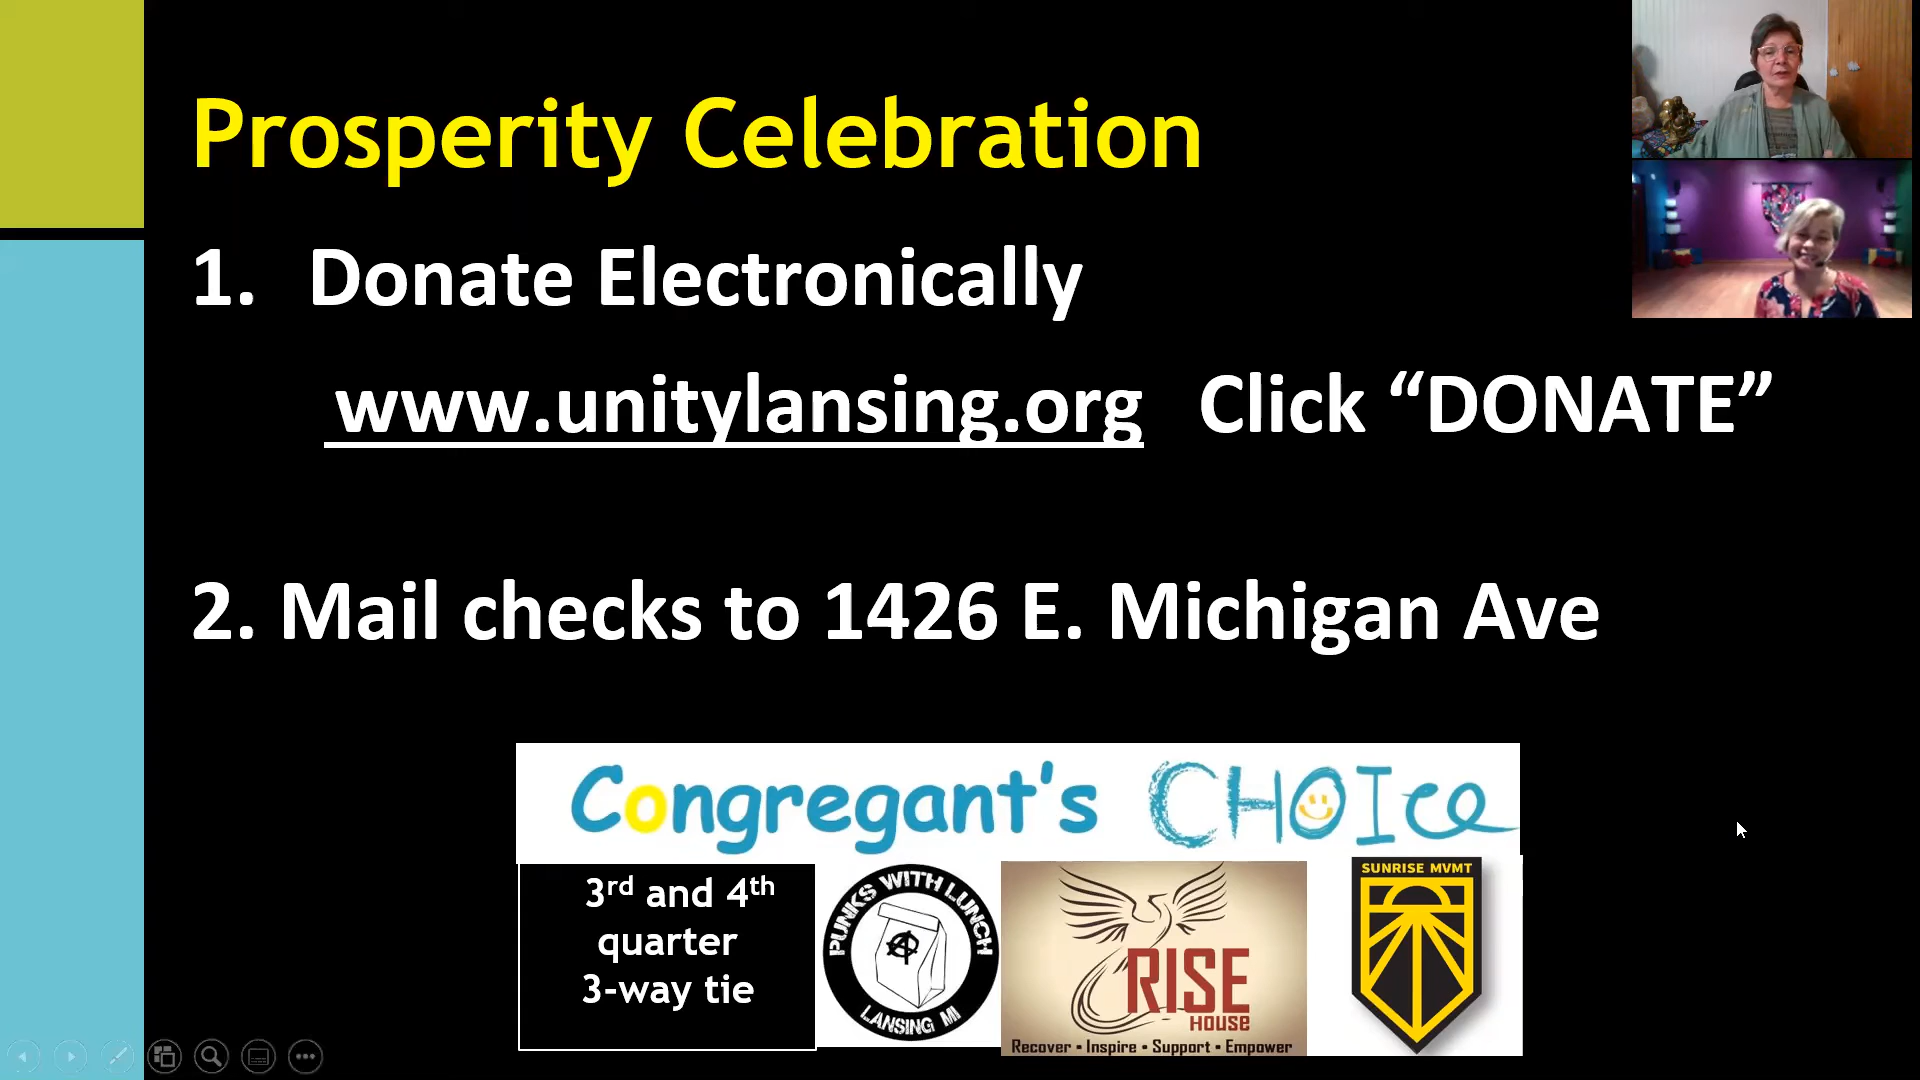 Prosperity Celebration
1. Donate Electronically
www.unitylansing.org Click “DONATE”
2. Mail checks to 1426 E. Michigan Ave
Congregant's CHOIce
3rd and 4th
quarter
3-way tie
PUNKS WITH LUNCH
LANSING MI
RISE
HOUSE
Recover • Inspire • Support • Empower
SUNRISE MVMT